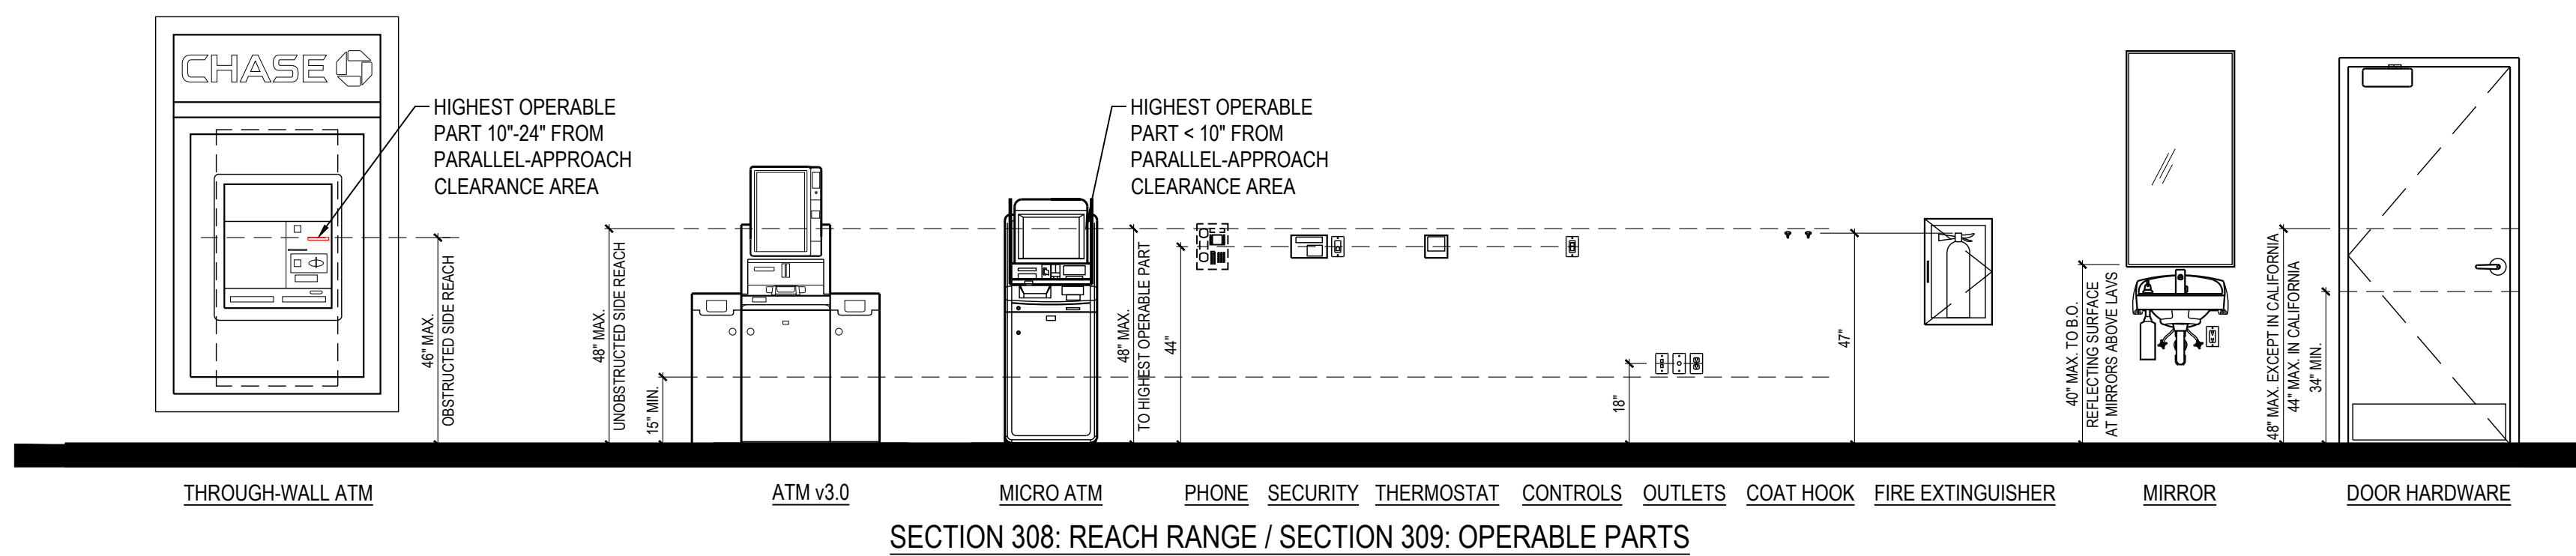 CHASE
HIGHEST OPERABLE
PART 10"-24" FROM
PARALLEL-APPROACH
CLEARANCE AREA
46" MAX.
OBSTRUCTED SIDE REACH
48" MAX.
UNOBSTRUCTED SIDE REACH
15" MIN.
HIGHEST OPERABLE
PART < 10" FROM
PARALLEL-APPROACH
CLEARANCE AREA
48" MAX.
TO HIGHEST OPERABLE PART
44"
18"
47"
40" MAX. TO B.O.
REFLECTING SURFACE
AT MIRRORS ABOVE LAVS
48" MAX. EXCEPT IN CALIFORNIA
44" MAX. IN CALIFORNIA
34" MIN.
THROUGH-WALL ATM
ATM v3.0
MICRO ATM
PHONE
SECURITY
THERMOSTAT
CONTROLS
OUTLETS
COAT HOOK
FIRE EXTINGUISHER
MIRROR
DOOR HARDWARE
SECTION 308: REACH RANGE / SECTION 309: OPERABLE PARTS